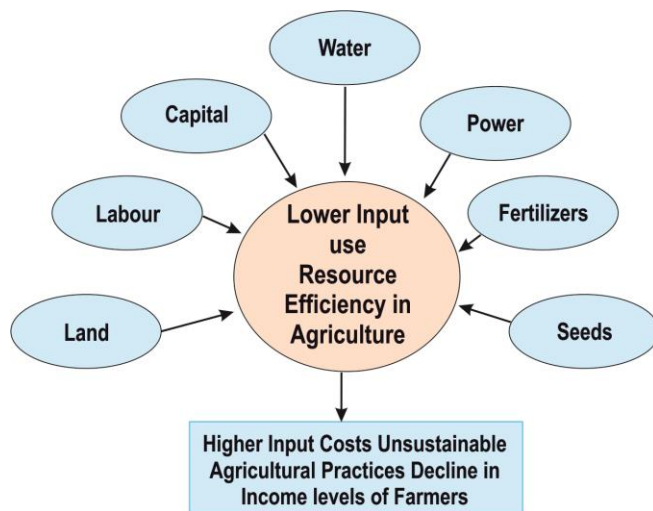 Water
Capital
Power
Labour
Fertilizers
Land
Seeds
Lower Input
use
Resource
Efficiency in
Agriculture
Higher Input Costs Unsustainable
Agricultural Practices Decline in
Income levels of Farmers